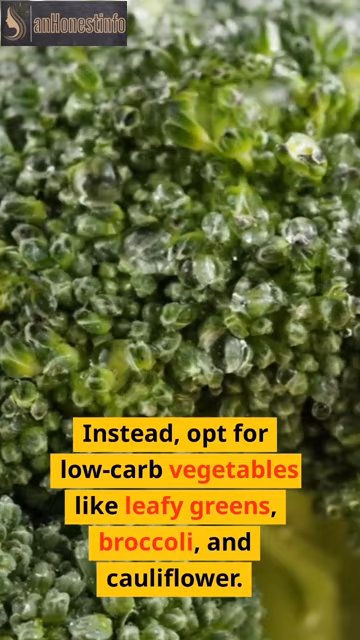 anHonestinfo
Instead, opt for
low-carb vegetables
like leafy greens,
broccoli, and
cauliflower.